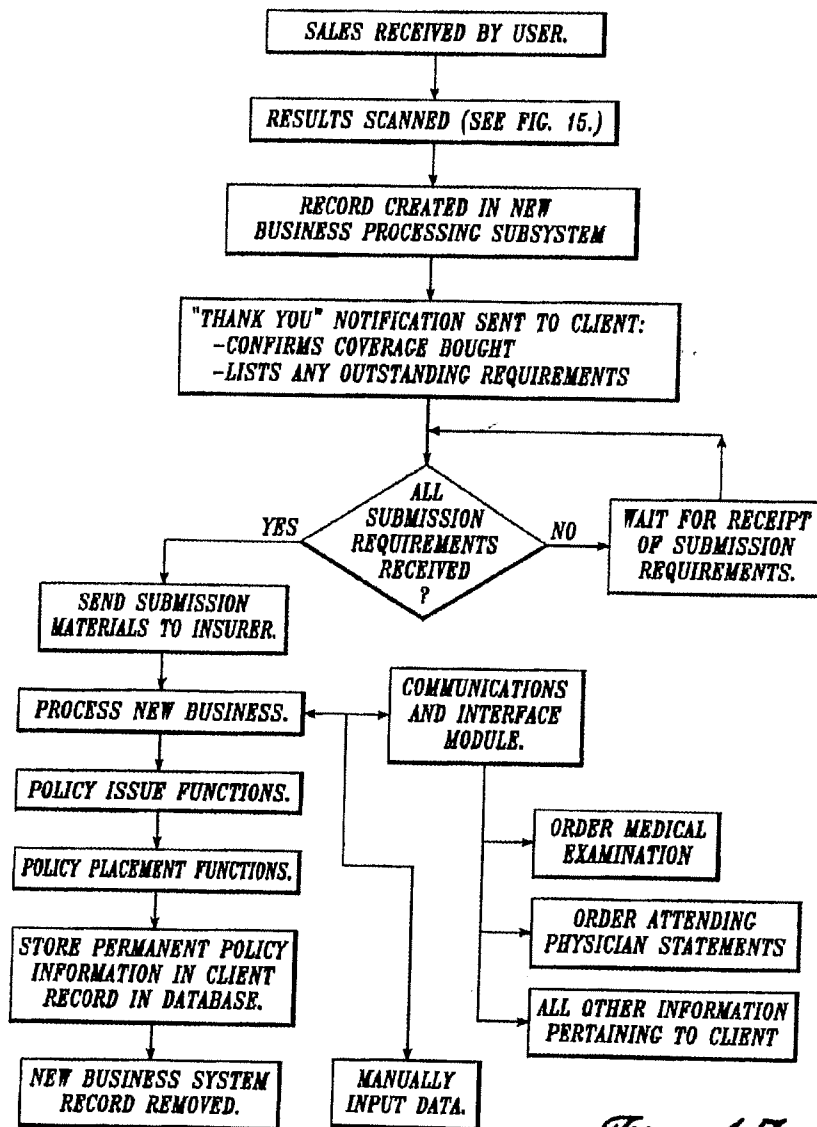 SALES RECEIVED BY USER.
RESULTS SCANNED (SEE FIG. 15.)
RECORD CREATED IN NEW
BUSINESS PROCESSING SUBSYSTEM
"THANK YOU" NOTIFICATION SENT TO CLIENT:
-CONFIRMS COVERAGE BOUGHT
-LISTS ANY OUTSTANDING REQUIREMENTS
ALL
SUBMISSION
REQUIREMENTS
RECEIVED
?
YES
NO
WAIT FOR RECEIPT
OF SUBMISSION
REQUIREMENTS.
SEND SUBMISSION
MATERIALS TO INSURER.
PROCESS NEW BUSINESS.
COMMUNICATIONS
AND INTERFACE
MODULE.
POLICY ISSUE FUNCTIONS.
POLICY PLACEMENT FUNCTIONS.
STORE PERMANENT POLICY
INFORMATION IN CLIENT
RECORD IN DATABASE.
NEW BUSINESS SYSTEM
RECORD REMOVED.
MANUALLY
INPUT DATA.
ORDER MEDICAL
EXAMINATION
ORDER ATTENDING
PHYSICIAN STATEMENTS
ALL OTHER INFORMATION
PERTAINING TO CLIENT